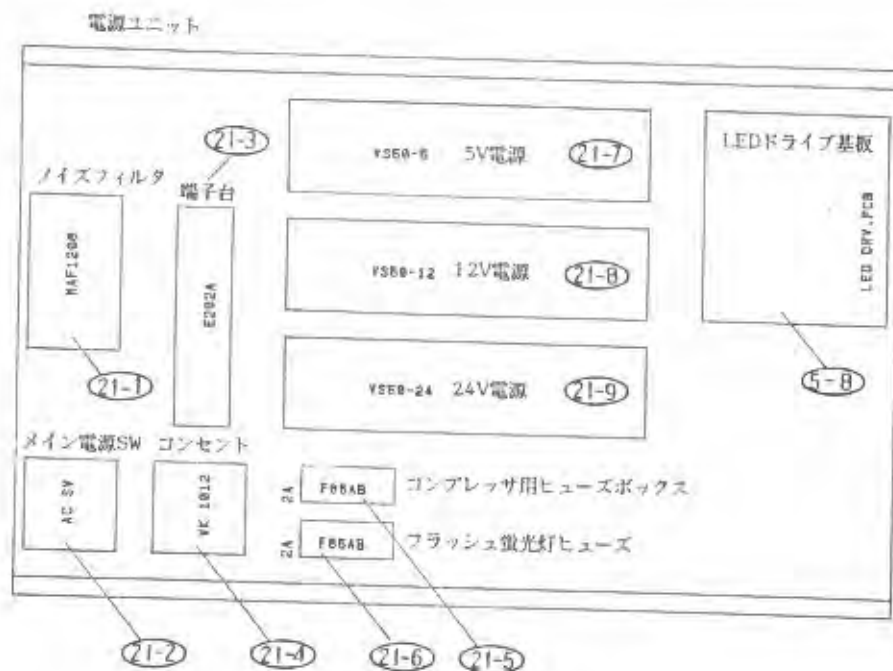 電源ユニット
21-3
VS50-5 5V電源 21-7
LEDドライブ基板
ノイズフィルタ
端子台
LED DRV.PCB
MAF1206
E202A
VS50-12 12V電源 21-8
21-1
VS50-24 24V電源 21-9
5-8
メイン電源SW
コンセント
AC SW
WK 1012
2A
F65AB
コンプレッサ用ヒューズボックス
2A
F65AB
フラッシュ蛍光灯ヒューズ
21-2
21-4
21-6
21-5